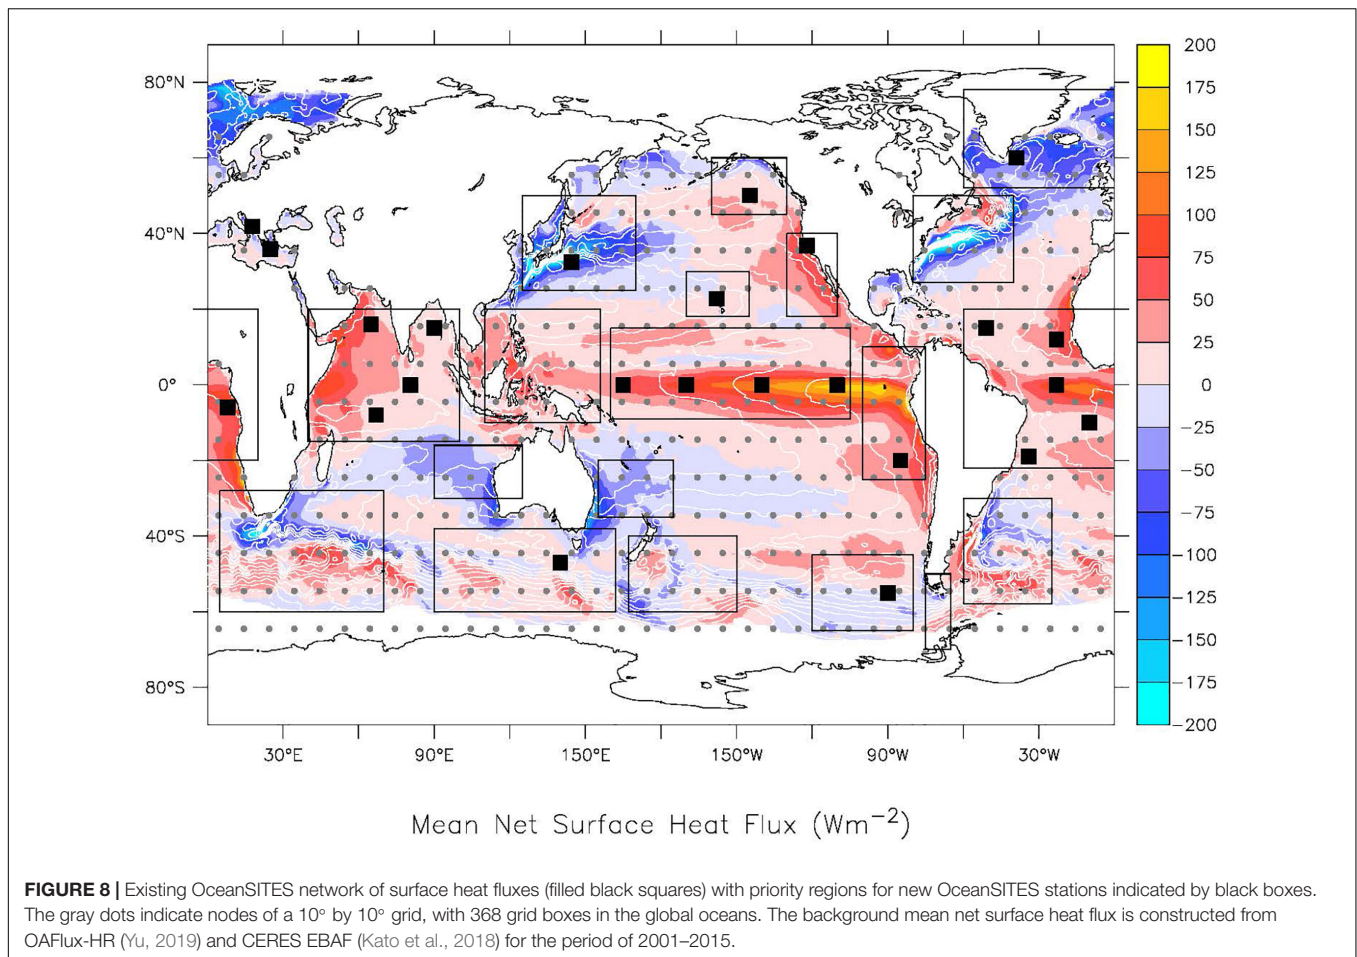 80°N
40°N
0°
40°S
80°S
30°E
90°E
150°E
150°W
90°W
30°W
200
175
150
125
100
75
50
25
0
−25
−50
−75
−100
−125
−150
−175
−200
Mean Net Surface Heat Flux (Wm−2)
FIGURE 8 | Existing OceanSITES network of surface heat fluxes (filled black squares) with priority regions for new OceanSITES stations indicated by black boxes.
The gray dots indicate nodes of a 10° by 10° grid, with 368 grid boxes in the global oceans. The background mean net surface heat flux is constructed from
OAFlux-HR (Yu, 2019) and CERES EBAF (Kato et al., 2018) for the period of 2001–2015.